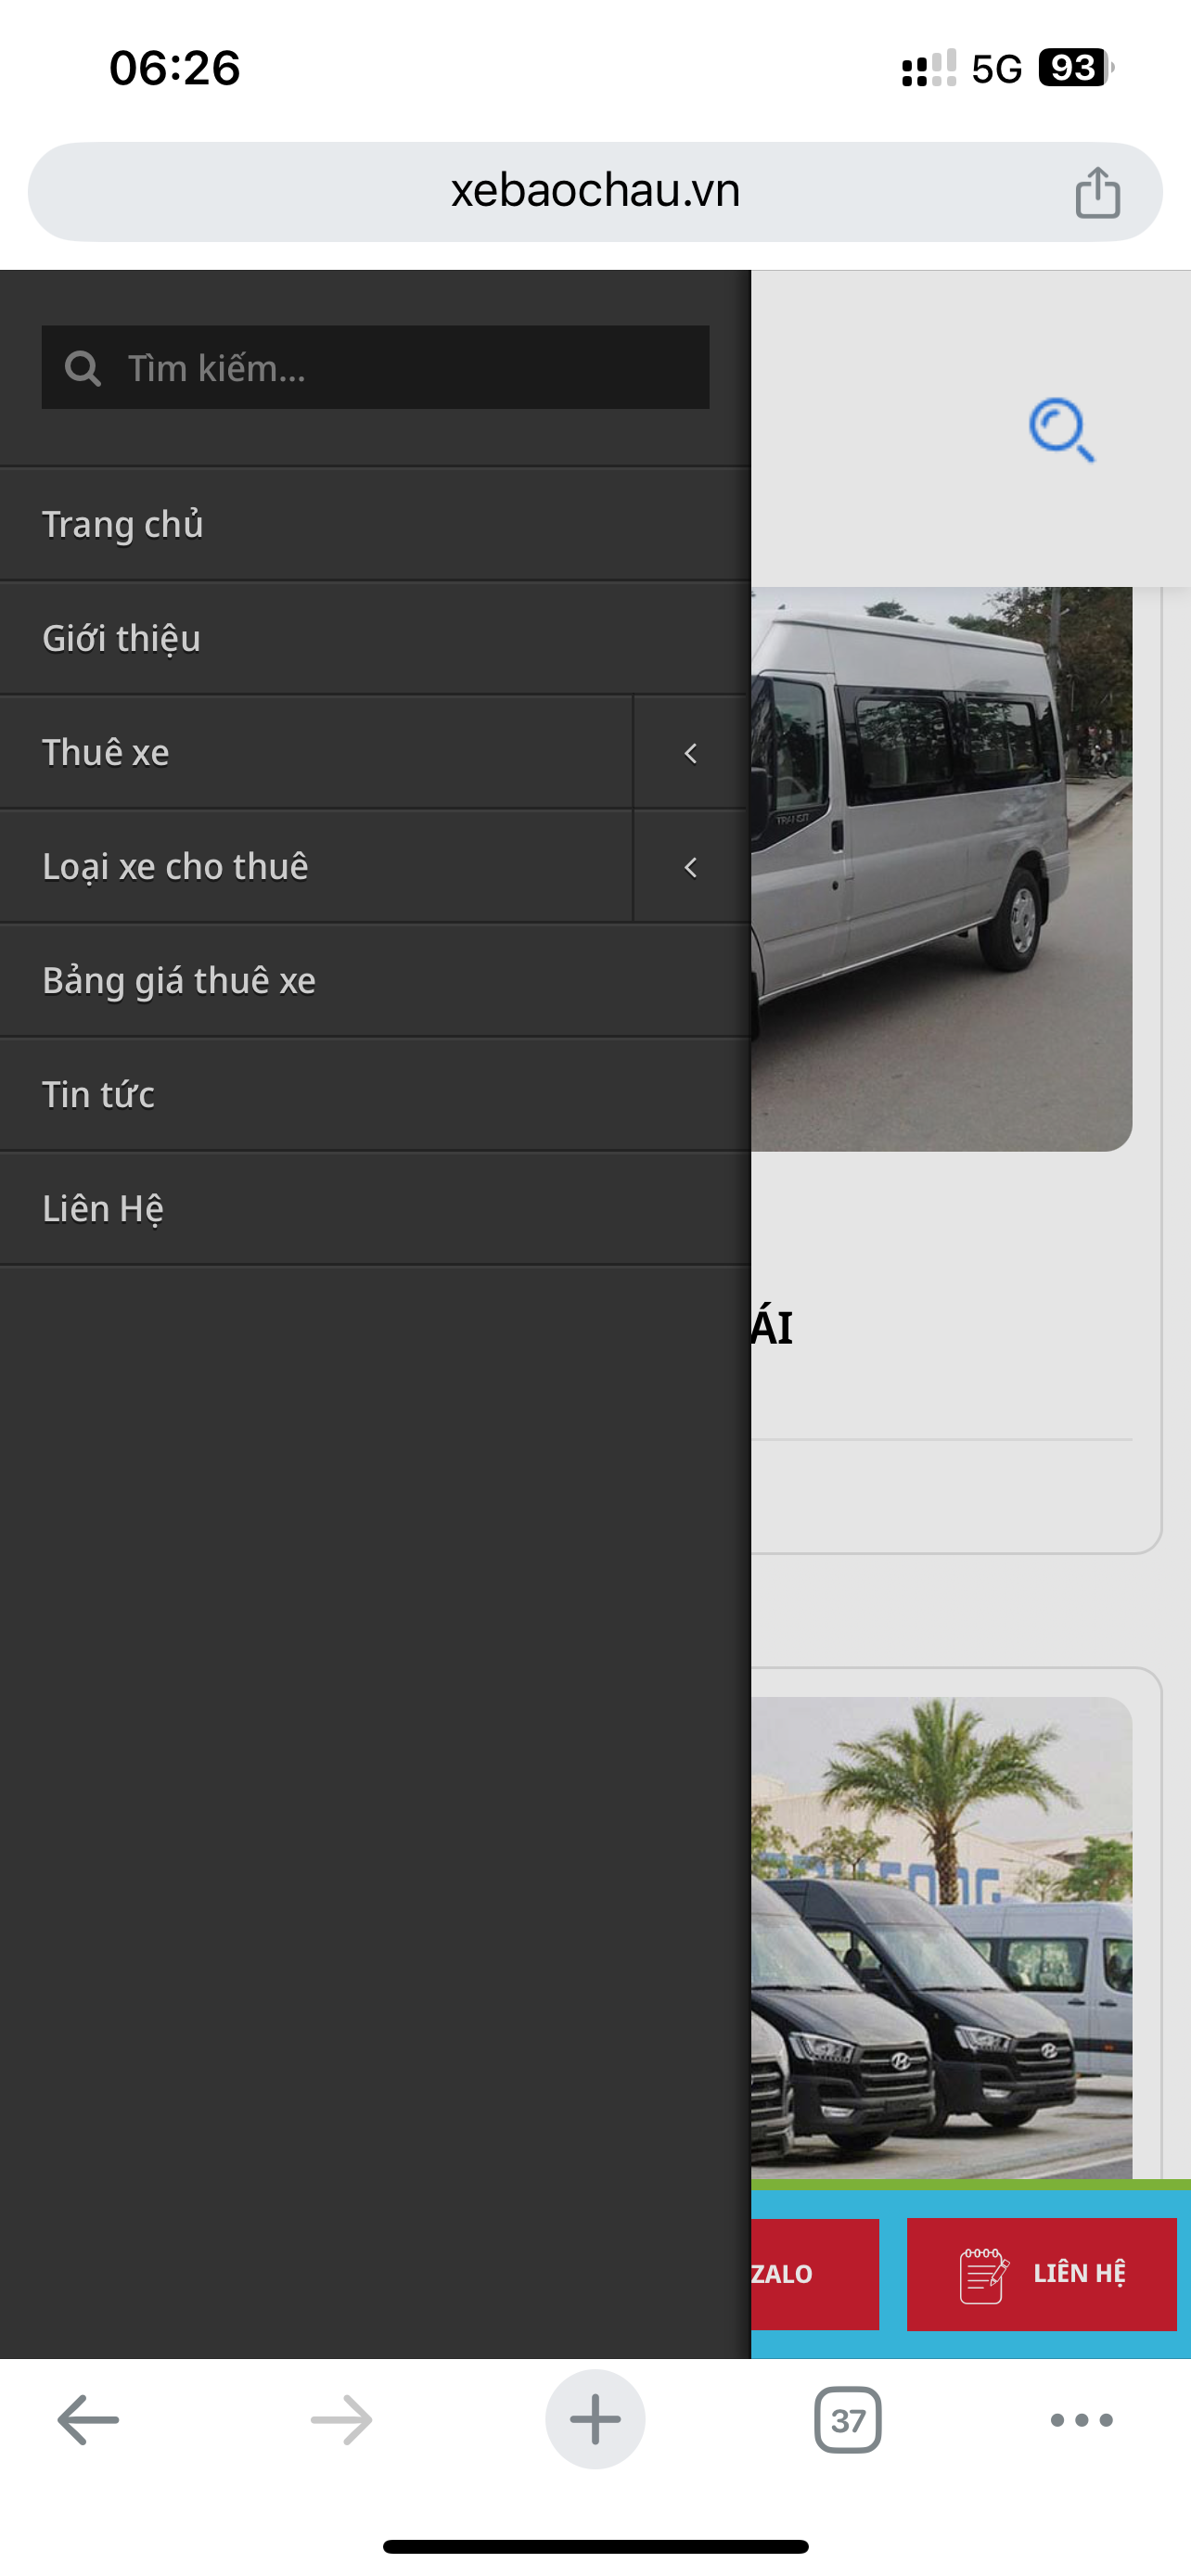 06:26
5G 93
xebaochau.vn
Tìm kiếm...
Trang chủ
Giới thiệu
Thuê xe
Loại xe cho thuê
Bảng giá thuê xe
Tin tức
Liên Hệ
TRANSIT
ÁI
ZALO
LIÊN HỆ
37